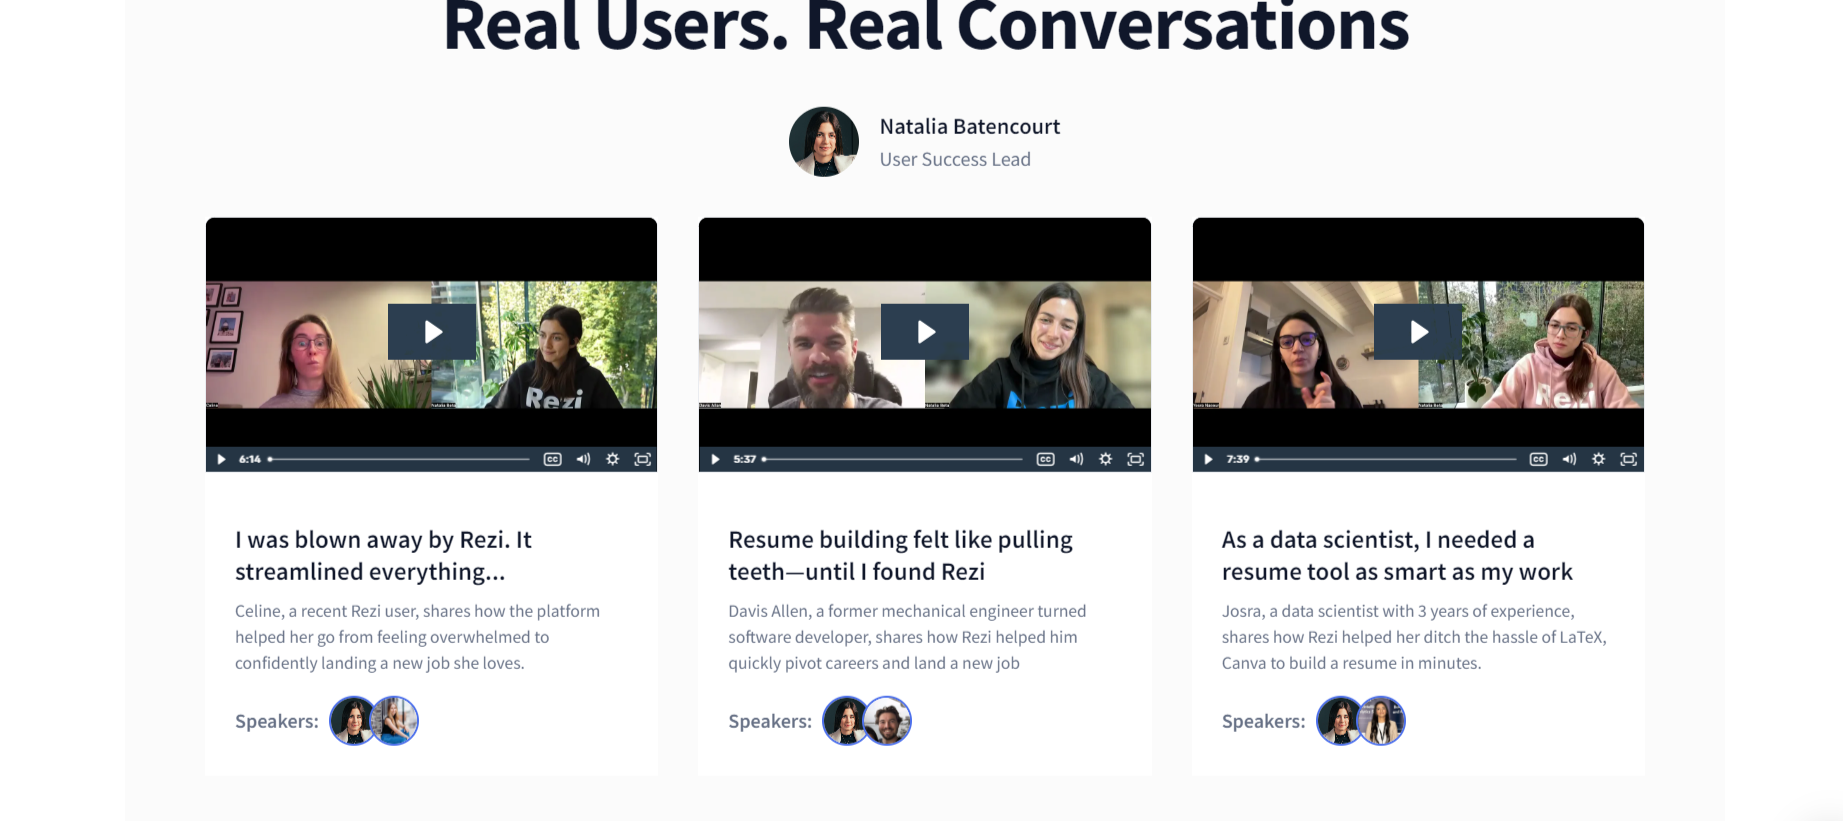 Real Users. Real Conversations
Natalia Batencourt
User Success Lead
Rezi
Rezi
6:14
CC
5:37
CC
7:39
CC
I was blown away by Rezi. It
streamlined everything...
Celine, a recent Rezi user, shares how the platform
helped her go from feeling overwhelmed to
confidently landing a new job she loves.
Speakers:
Resume building felt like pulling
teeth—until I found Rezi
Davis Allen, a former mechanical engineer turned
software developer, shares how Rezi helped him
quickly pivot careers and land a new job
Speakers:
As a data scientist, I needed a
resume tool as smart as my work
Josra, a data scientist with 3 years of experience,
shares how Rezi helped her ditch the hassle of LaTeX,
Canva to build a resume in minutes.
Speakers: